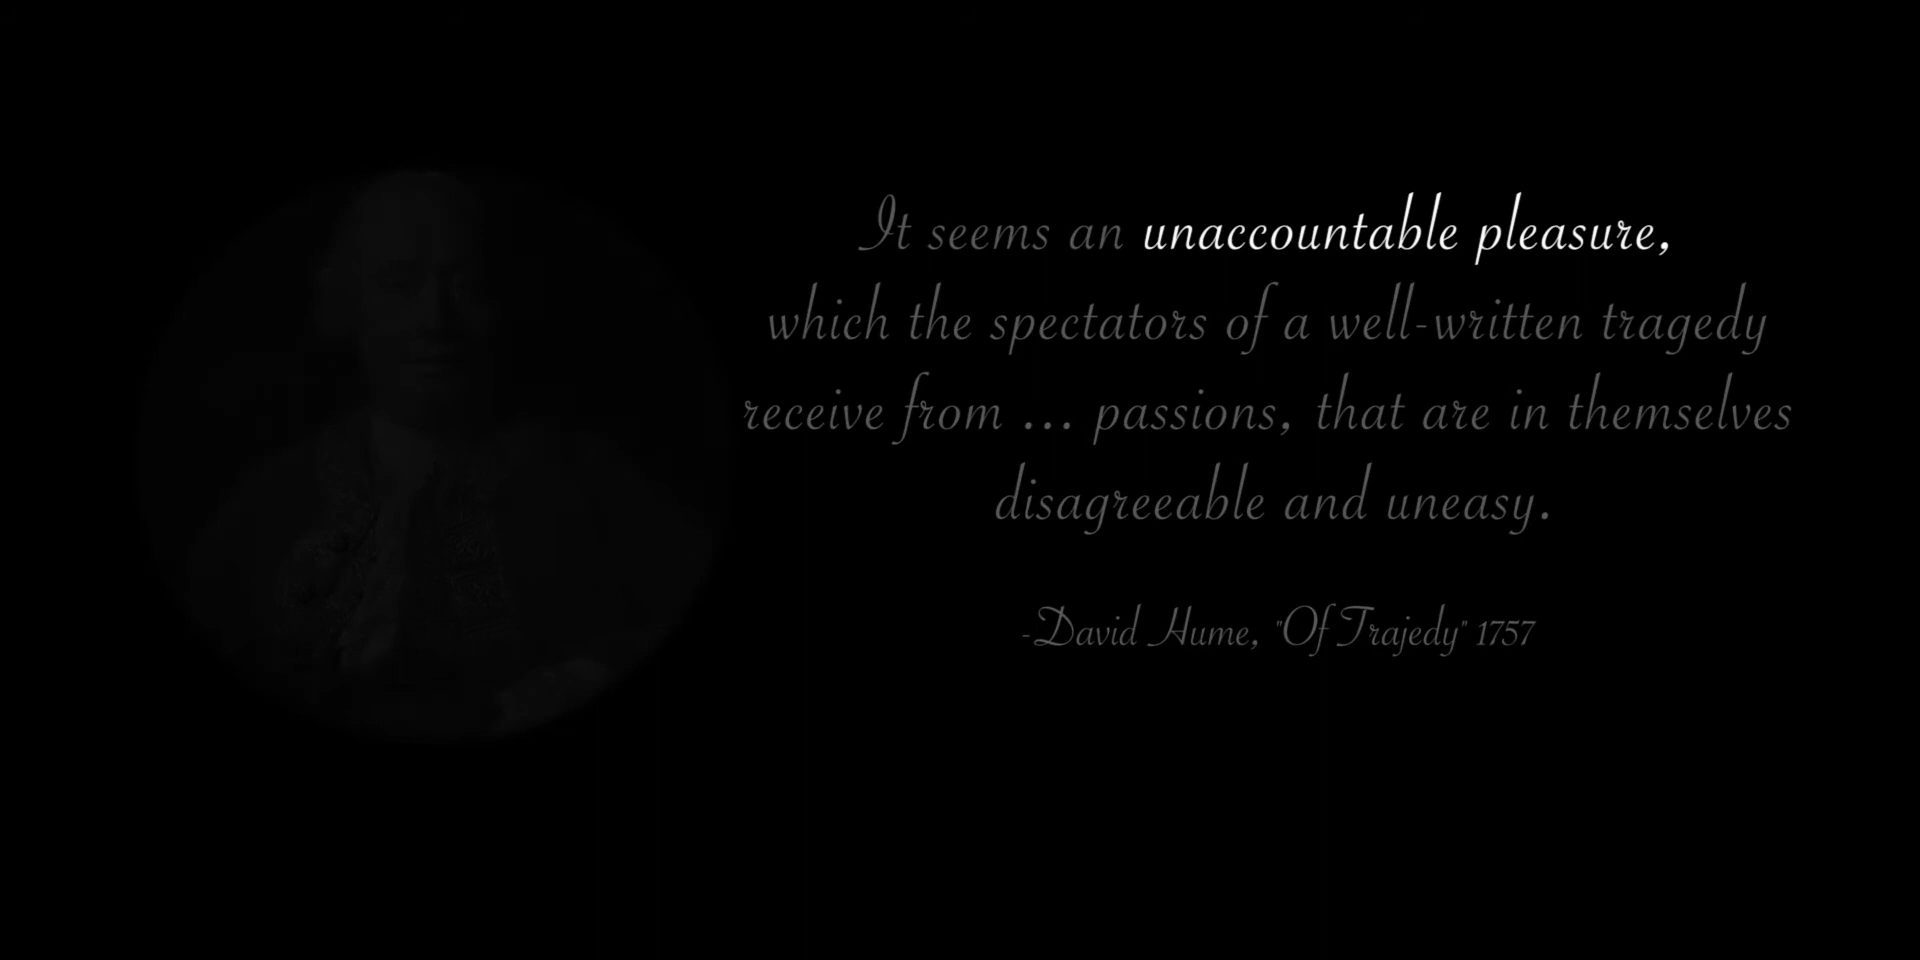 It seems an unaccountable pleasure,
which the spectators of a well-written tragedy
receive from ... passions, that are in themselves
disagreeable and uneasy.
-David Hume, "Of Trajedy" 1757